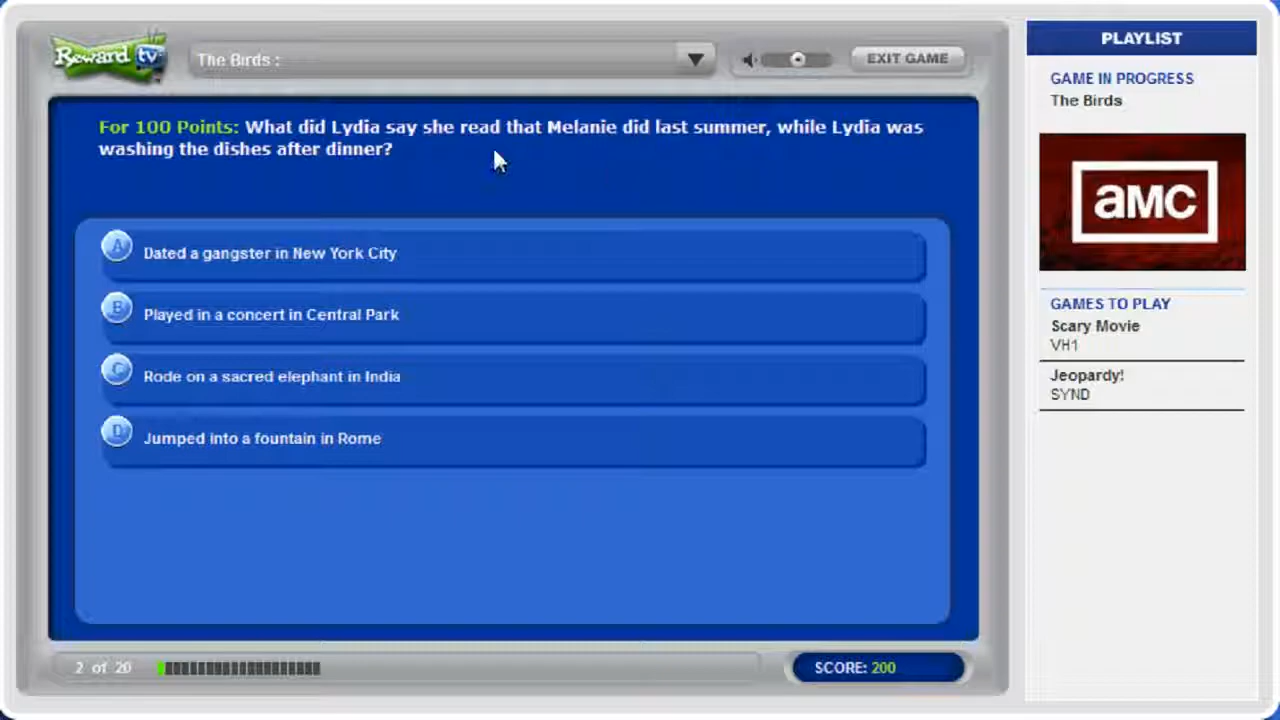 Reward tv
The Birds :
EXIT GAME
For 100 Points: What did Lydia say she read that Melanie did last summer, while Lydia was
washing the dishes after dinner?
A Dated a gangster in New York City
B Played in a concert in Central Park
C Rode on a sacred elephant in India
D Jumped into a fountain in Rome
2 of 20
SCORE: 200
PLAYLIST
GAME IN PROGRESS
The Birds
aMC
GAMES TO PLAY
Scary Movie
VH1
Jeopardy!
SYND